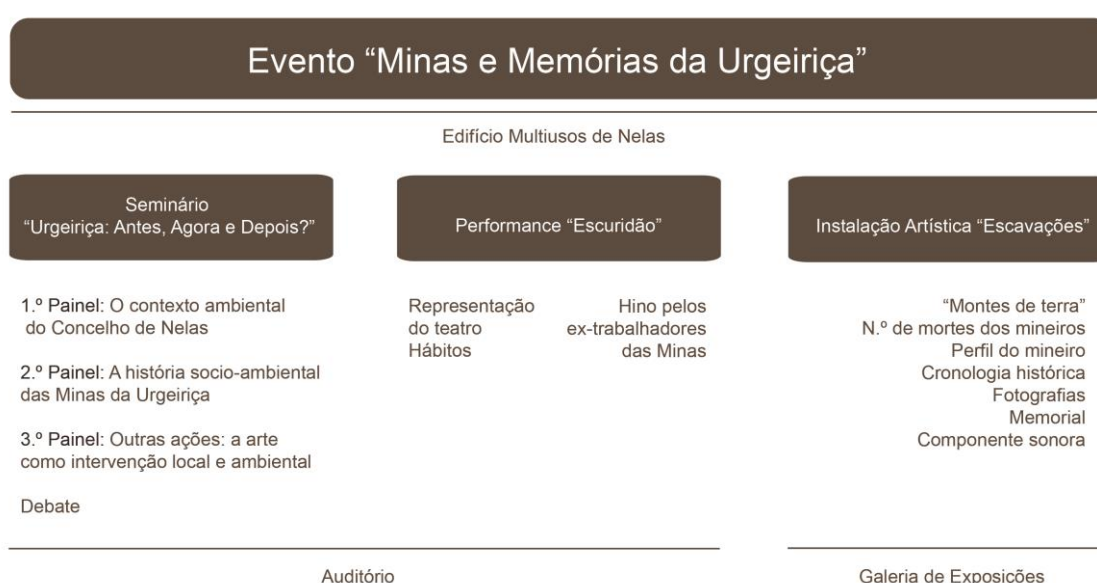 Evento “Minas e Memórias da Urgeiriça”
Edifício Multiusos de Nelas
Seminário
“Urgeiriça: Antes, Agora e Depois?”
1.º Painel: O contexto ambiental
do Concelho de Nelas
2.º Painel: A história socio-ambiental
das Minas da Urgeiriça
3.º Painel: Outras ações: a arte
como intervenção local e ambiental
Debate
Performance “Escuridão”
Representação
do teatro
Hábitos
Hino pelos
ex-trabalhadores
das Minas
Auditório
Instalação Artística “Escavações”
“Montes de terra”
N.º de mortes dos mineiros
Perfil do mineiro
Cronologia histórica
Fotografias
Memorial
Componente sonora
Galeria de Exposições